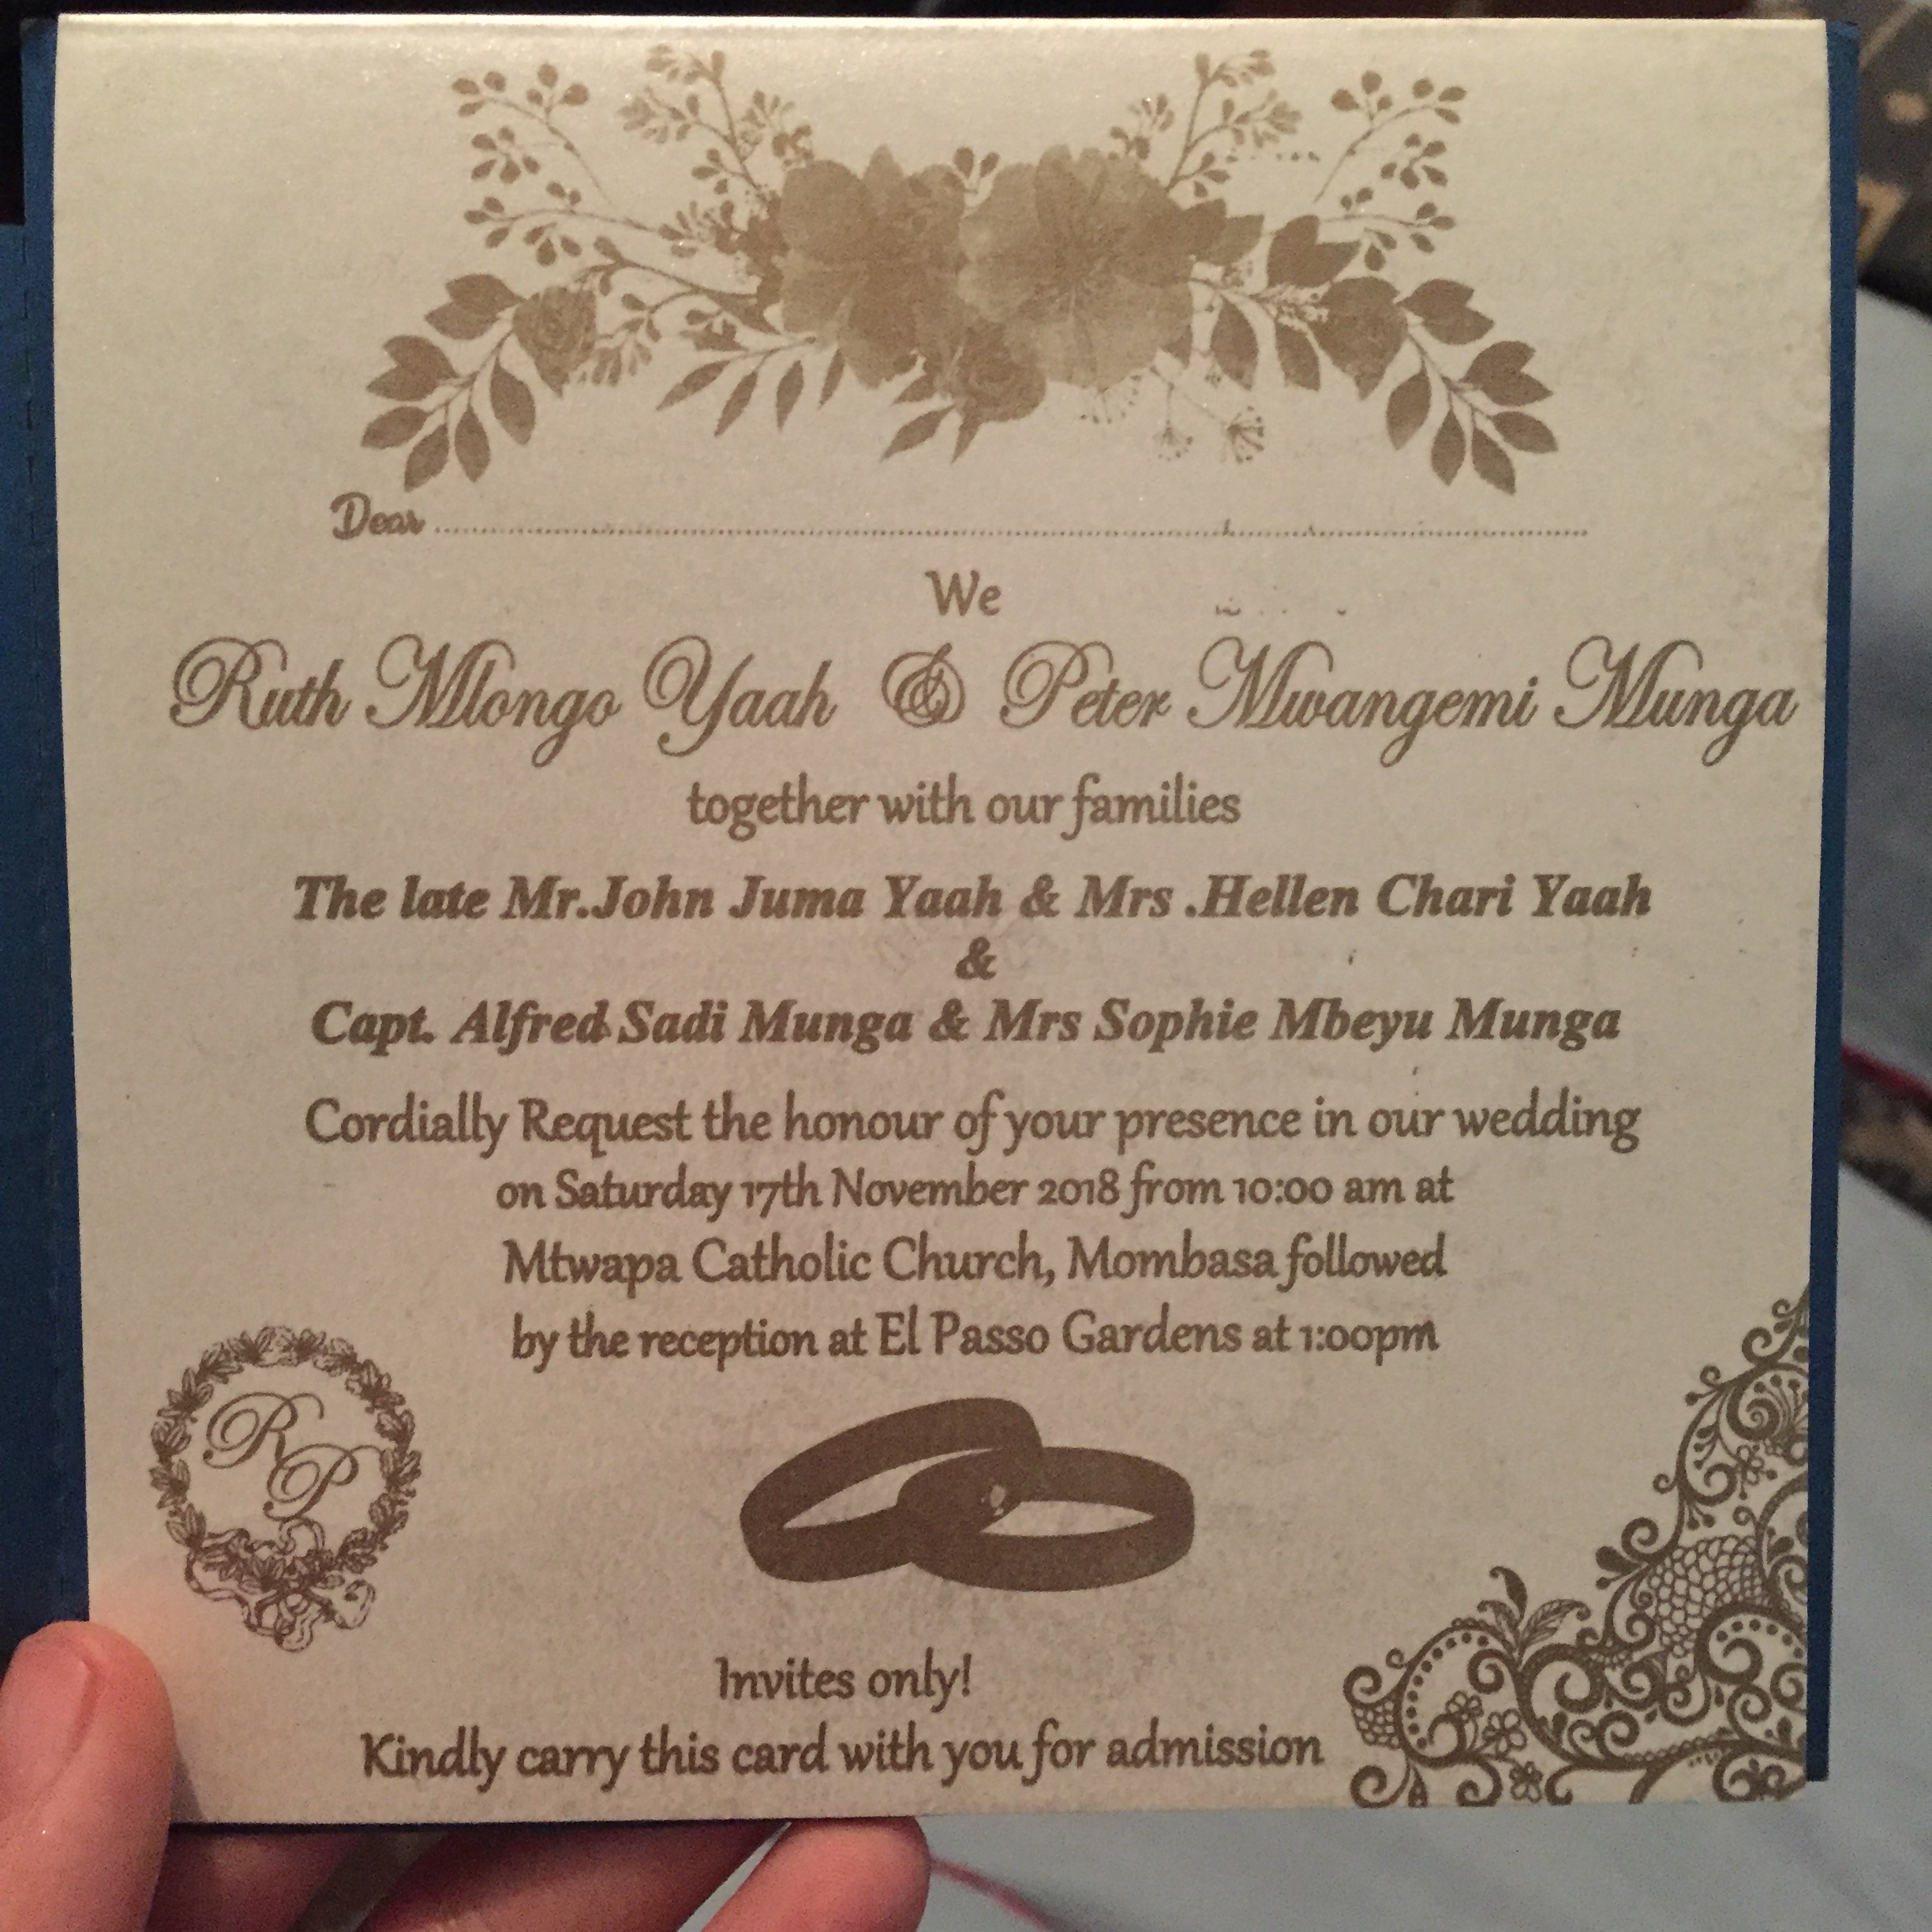 Dear
We
Ruth Mlongo Yaah & Peter Mwangemi Munga
together with our families
The late Mr.John Juma Yaah & Mrs .Hellen Chari Yaah
&
Capt. Alfred Sadi Munga & Mrs Sophie Mbeyu Munga
Cordially Request the honour of your presence in our wedding
on Saturday 17th November 2018 from 10:00 am at
Mtwapa Catholic Church, Mombasa followed
by the reception at El Passo Gardens at 1:00pm
R
P
Invites only!
Kindly carry this card with you for admission